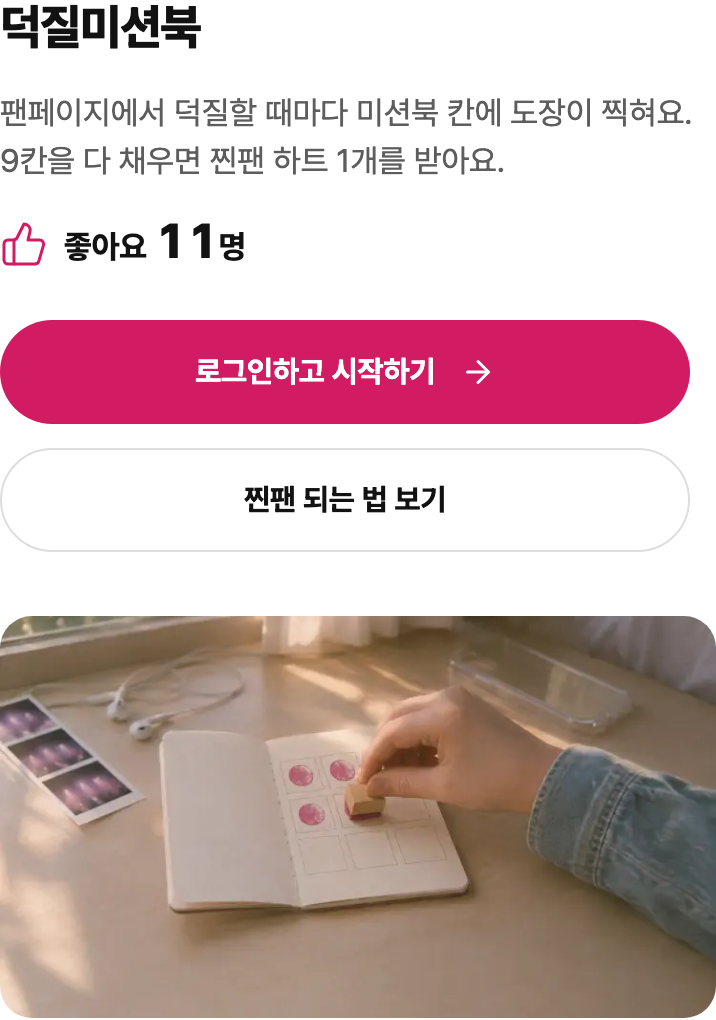 덕질미션북
팬페이지에서 덕질할 때마다 미션북 칸에 도장이 찍혀요.
9칸을 다 채우면 찐팬 하트 1개를 받아요.
좋아요 11명
로그인하고 시작하기 →
찐팬 되는 법 보기